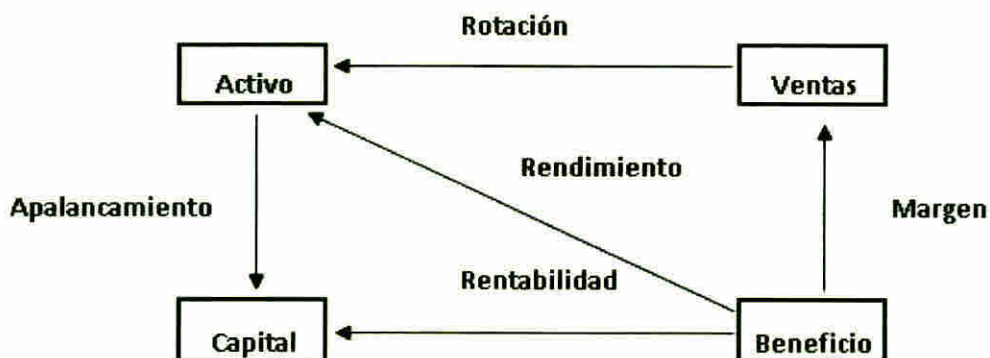 Rotación
Activo
Ventas
Rendimiento
Apalancamiento
Margen
Rentabilidad
Capital
Beneficio